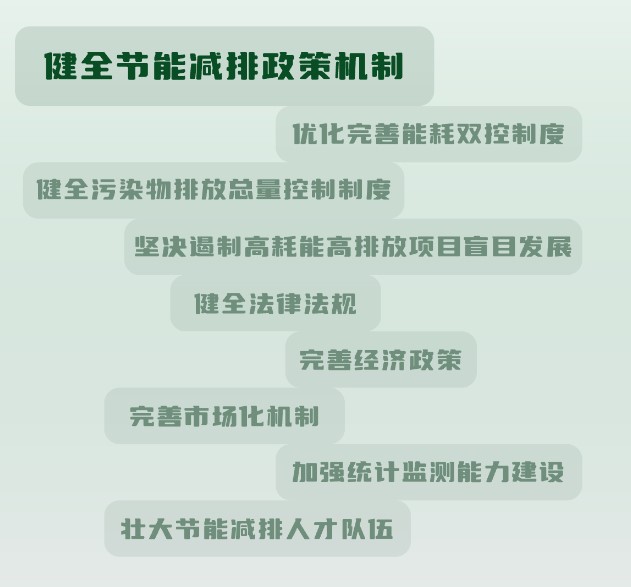 健全节能减排政策机制
优化完善能耗双控制度
健全污染物排放总量控制制度
坚决遏制高耗能高排放项目盲目发展
健全法律法规
完善经济政策
完善市场化机制
加强统计监测能力建设
壮大节能减排人才队伍